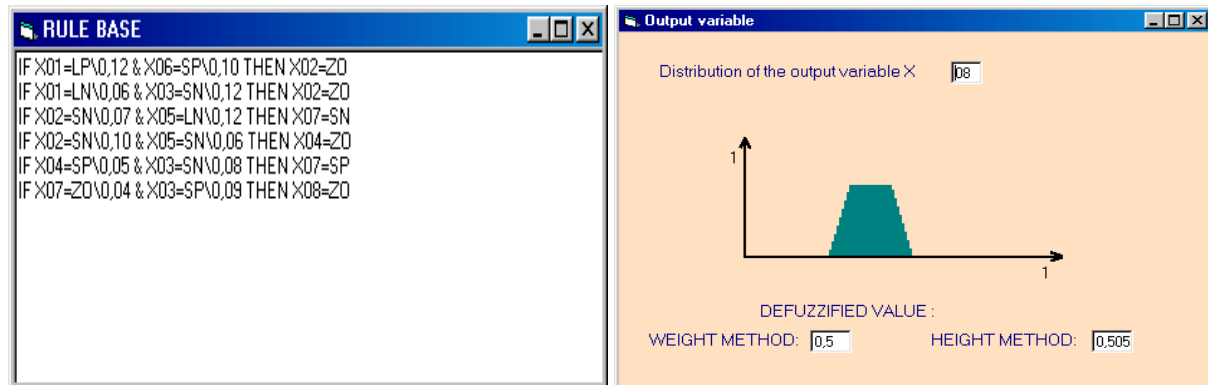 RULE BASE
IF X01=LP\0,12 & X06=SP\0,10 THEN X02=ZO
IF X01=LN\0,06 & X03=SN\0,12 THEN X02=ZO
IF X02=SN\0,07 & X05=LN\0,12 THEN X07=SN
IF X02=SN\0,10 & X05=SN\0,06 THEN X04=ZO
IF X04=SP\0,05 & X03=SN\0,08 THEN X07=SP
IF X07=ZO\0,04 & X03=SP\0,09 THEN X08=ZO
Output variable
Distribution of the output variable X 08
1
1
DEFUZZIFIED VALUE :
WEIGHT METHOD: 0,5 HEIGHT METHOD: 0,505